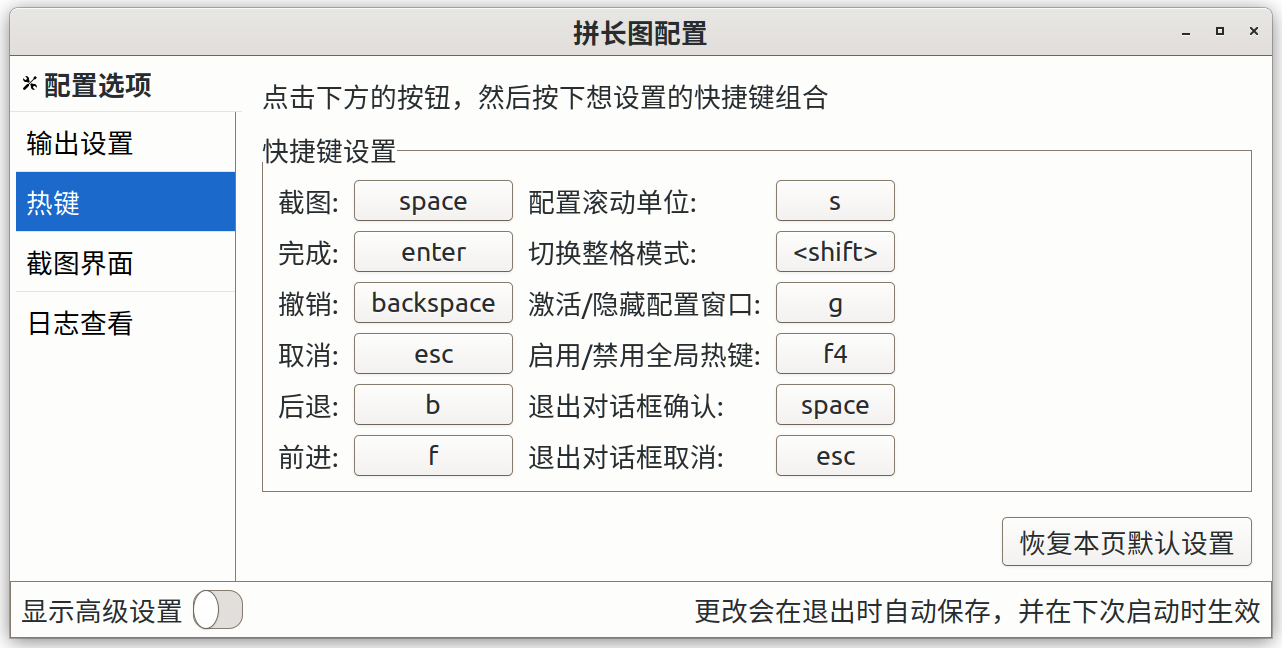 拼长图配置
配置选项
输出设置
热键
截图界面
日志查看
点击下方的按钮，然后按下想设置的快捷键组合
快捷键设置
截图: space 配置滚动单位: s
完成: enter 切换整格模式: <shift>
撤销: backspace 激活/隐藏配置窗口: g
取消: esc 启用/禁用全局热键: f4
后退: b 退出对话框确认: space
前进: f 退出对话框取消: esc
恢复本页默认设置
显示高级设置 更改会在退出时自动保存，并在下次启动时生效